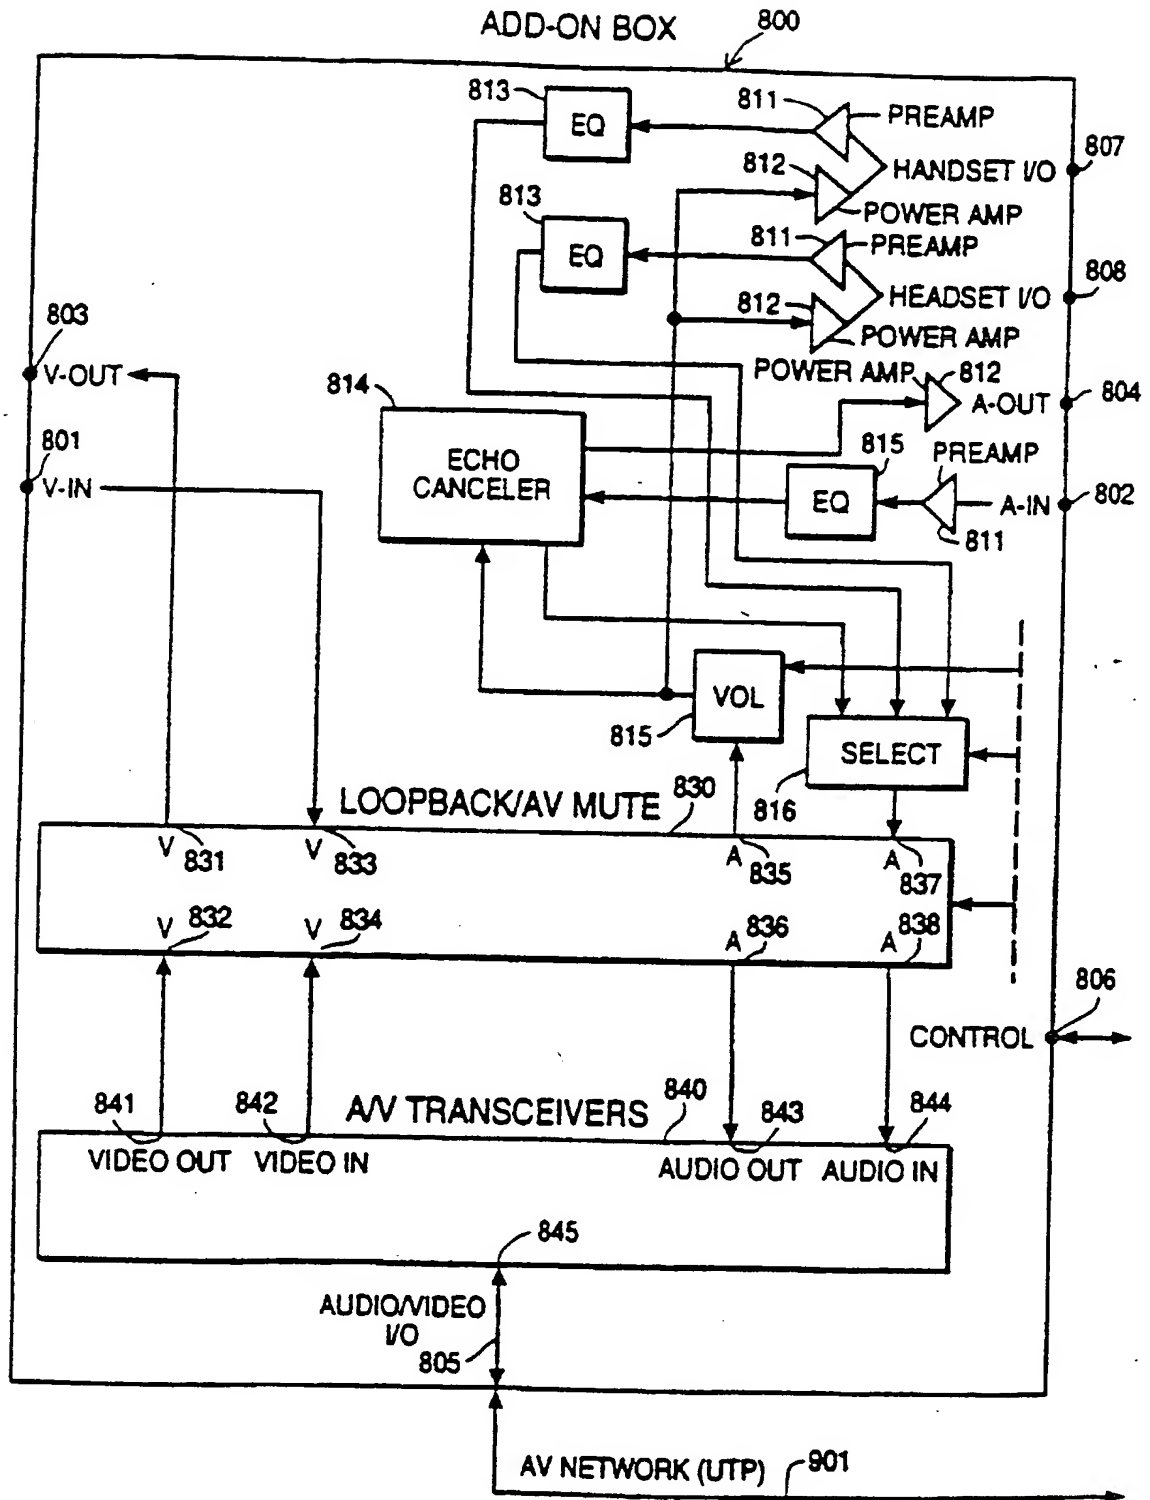 ADD-ON BOX
800
813
EQ
811
PREAMP
807
HANDSET I/O
812
POWER AMP
813
EQ
811
PREAMP
808
HEADSET I/O
812
POWER AMP
803
V-OUT
814
POWER AMP
812
A-OUT
804
801
V-IN
ECHO
CANCELER
815
EQ
PREAMP
A-IN
802
811
VOL
815
SELECT
816
LOOPBACK/AV MUTE
830
V
831
V
833
A
835
A
837
V
832
V
834
A
836
A
838
806
CONTROL
841
842
A/V TRANSCEIVERS
840
843
844
VIDEO OUT
VIDEO IN
AUDIO OUT
AUDIO IN
845
AUDIO/VIDEO
I/O
805
AV NETWORK (UTP)
901